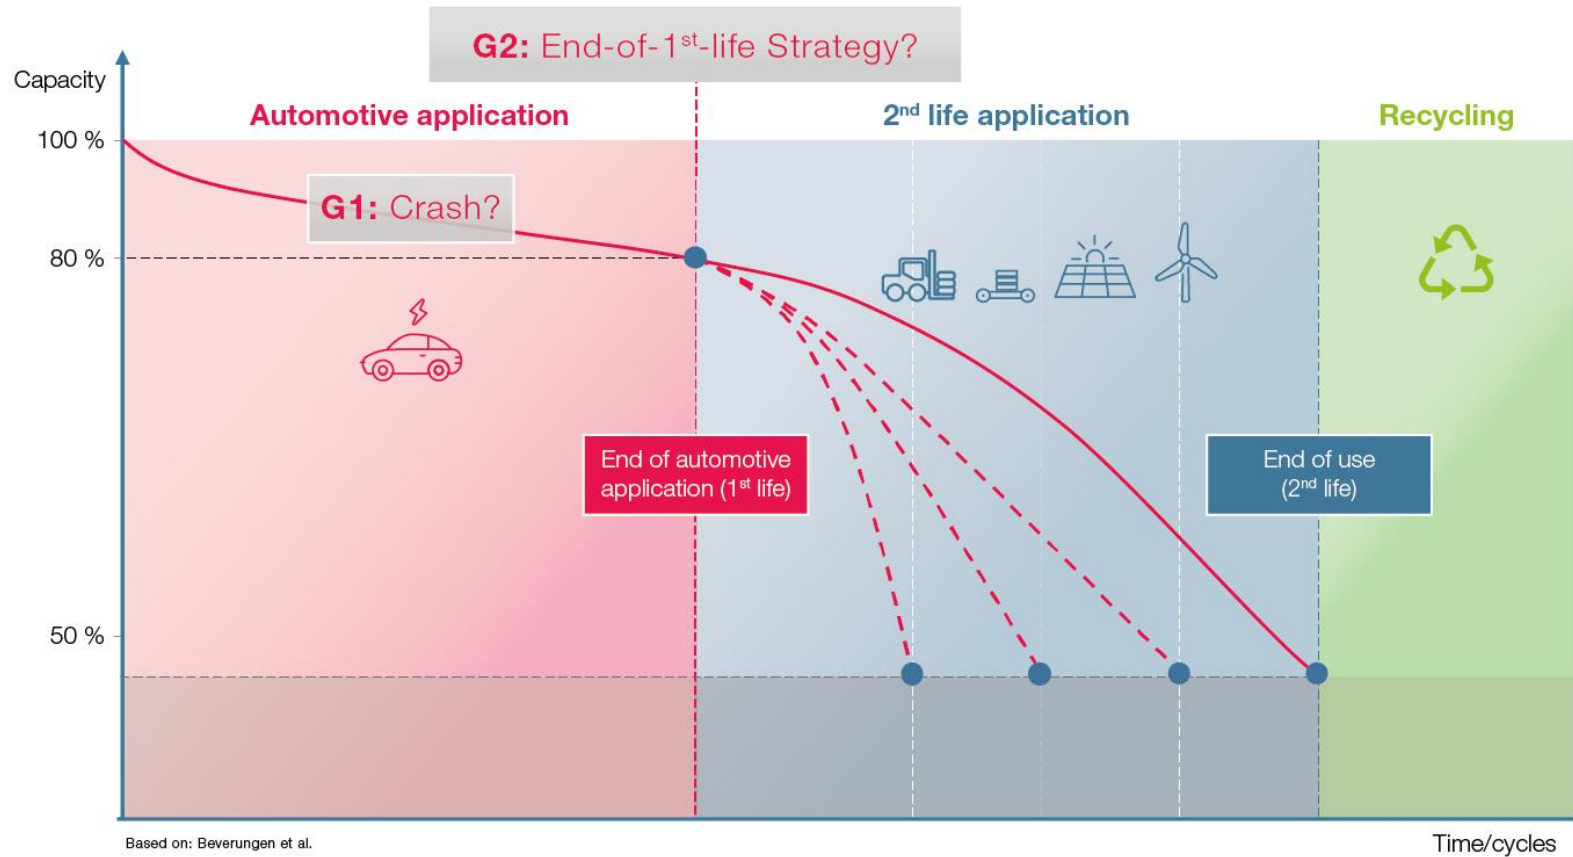 G2: End-of-1st-life Strategy?
Capacity
Automotive application
2nd life application
Recycling
100 %
G1: Crash?
80 %
End of automotive
application (1st life)
End of use
(2nd life)
50 %
Based on: Beverungen et al.
Time/cycles